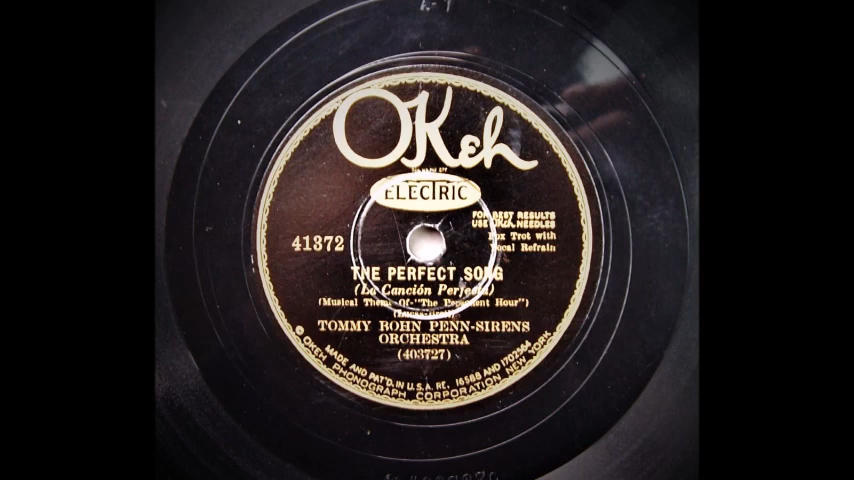 OKeh
ELECTRIC
FOR BEST RESULTS
USE OKeh NEEDLES
Fox Trot with
Vocal Refrain
41372
THE PERFECT SONG
(La Canción Perfecta)
(Musical Theme Of-"The Pepsodent Hour")
TOMMY BOHN PENN-SIRENS
ORCHESTRA
(403727)
MADE AND PAT'D. IN U.S.A. RE. 16588 AND 1702564
© OKEH PHONOGRAPH CORPORATION NEW YORK